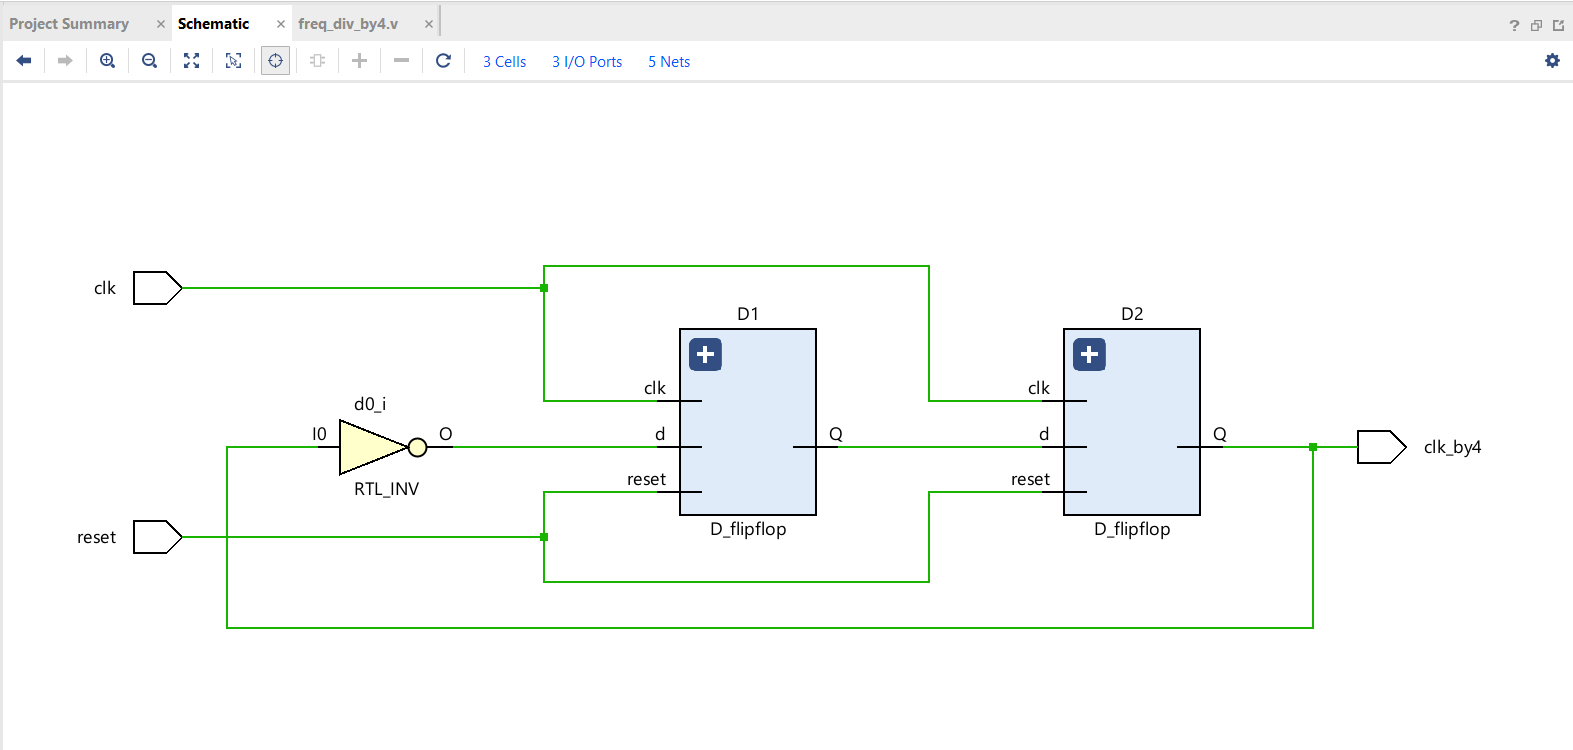 Project Summary × Schematic × freq_div_by4.v ×
?
3 Cells 3 I/O Ports 5 Nets
clk
D1 D2
clk clk
d0_i
I0 O d Q d Q
clk_by4
reset reset
RTL_INV
D_flipflop D_flipflop
reset